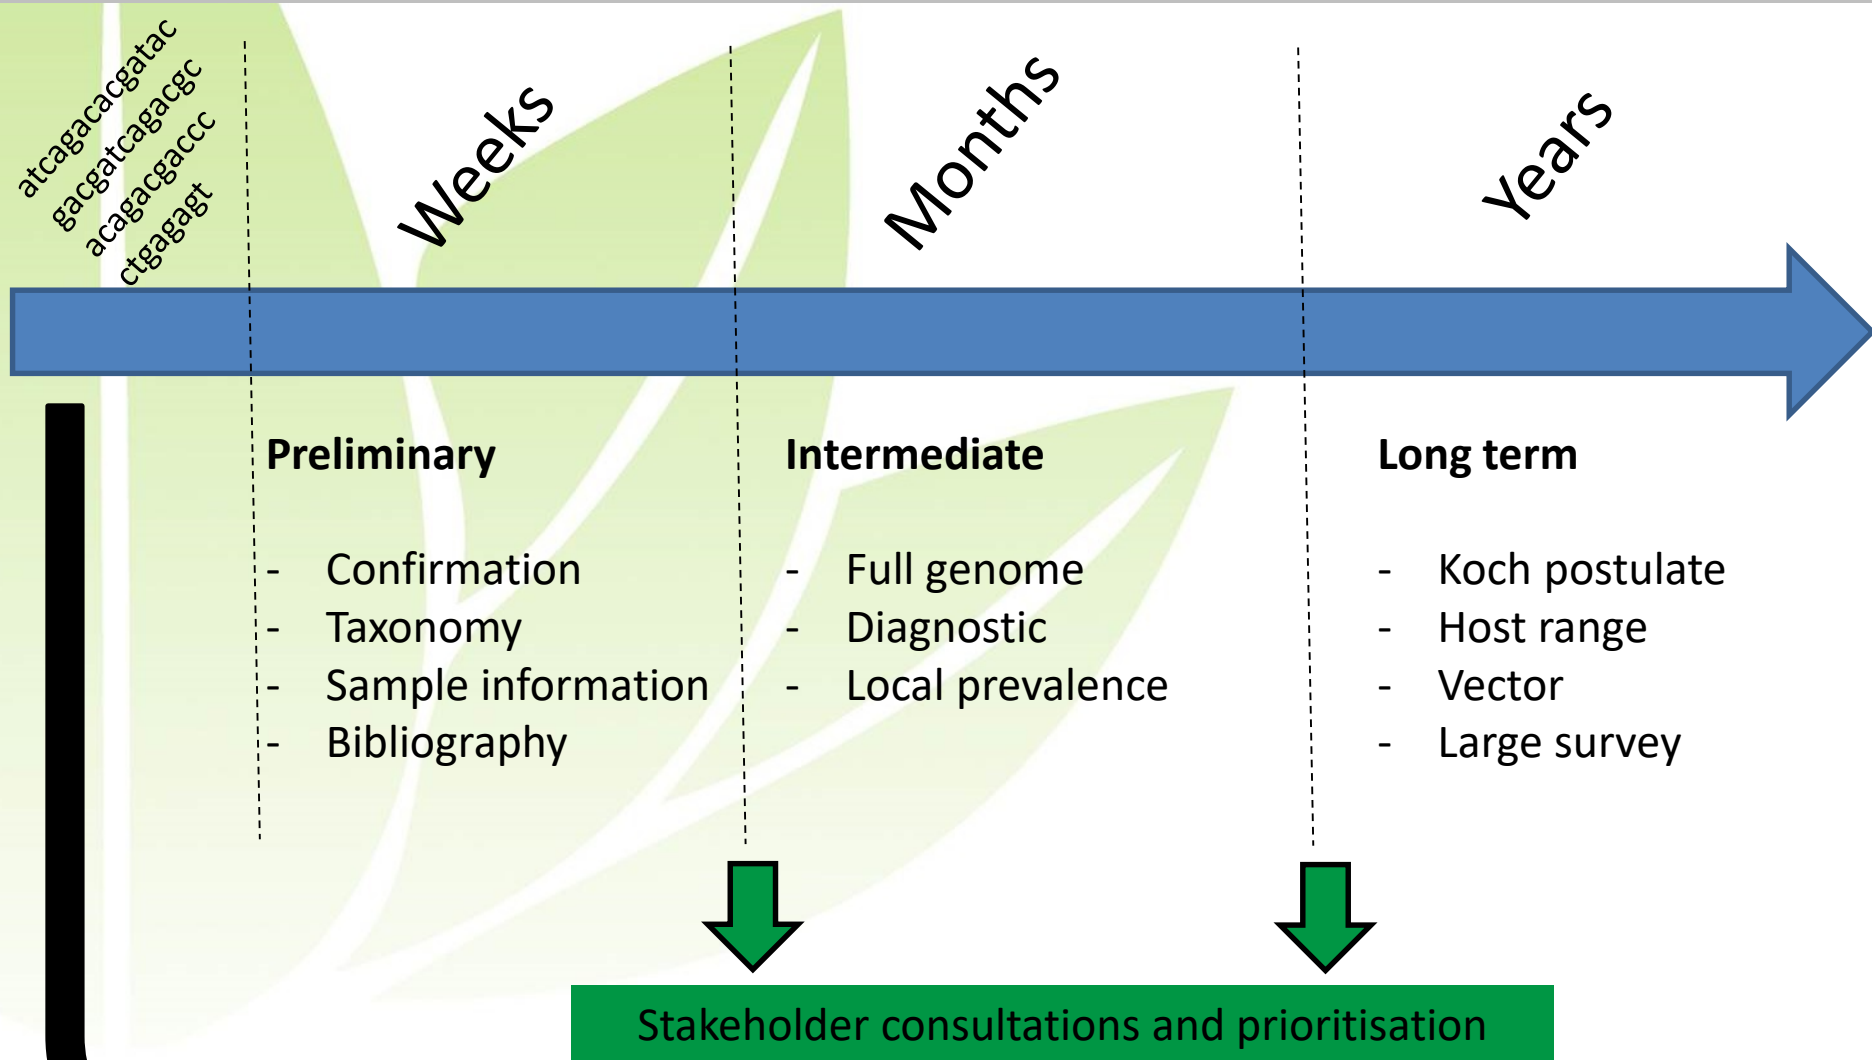 atcagacacgatac
gacgatcagacgc
acagacgaccc
ctgagagt
Weeks
Months
Years
Preliminary
- Confirmation
- Taxonomy
- Sample information
- Bibliography
Intermediate
- Full genome
- Diagnostic
- Local prevalence
Long term
- Koch postulate
- Host range
- Vector
- Large survey
Stakeholder consultations and prioritisation